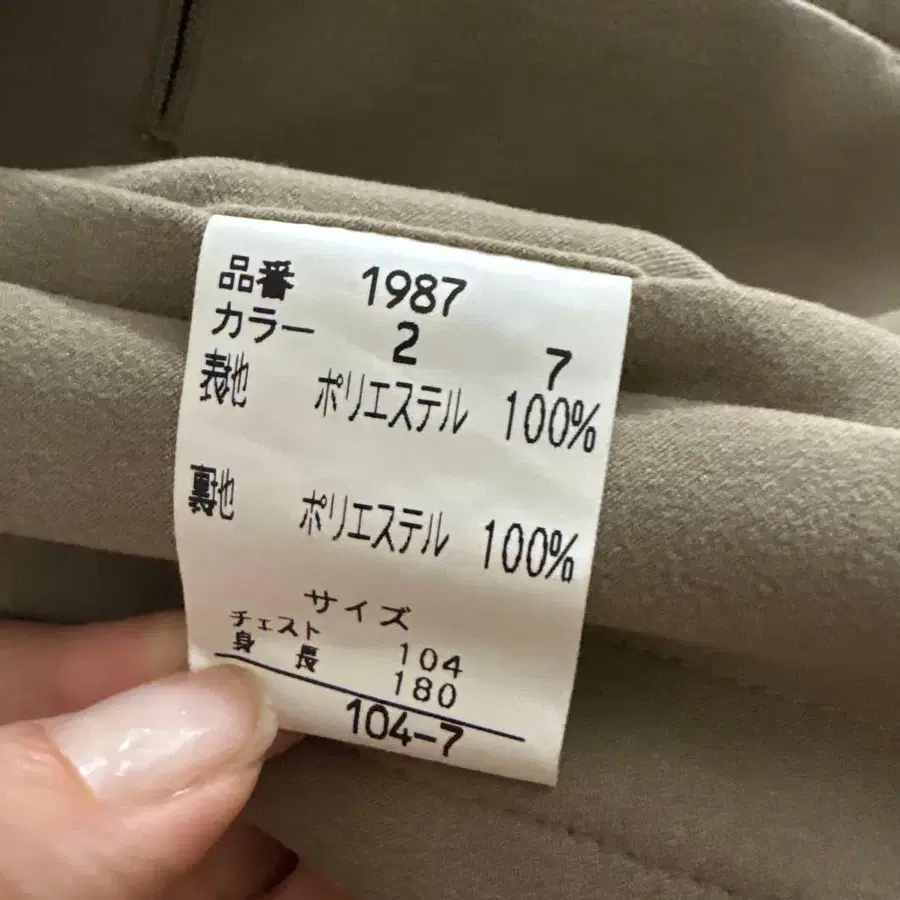 品番 1987
カラー 2 7
表地 ポリエステル 100%
裏地 ポリエステル 100%
サイズ
チェスト 104
身長 180
104-7